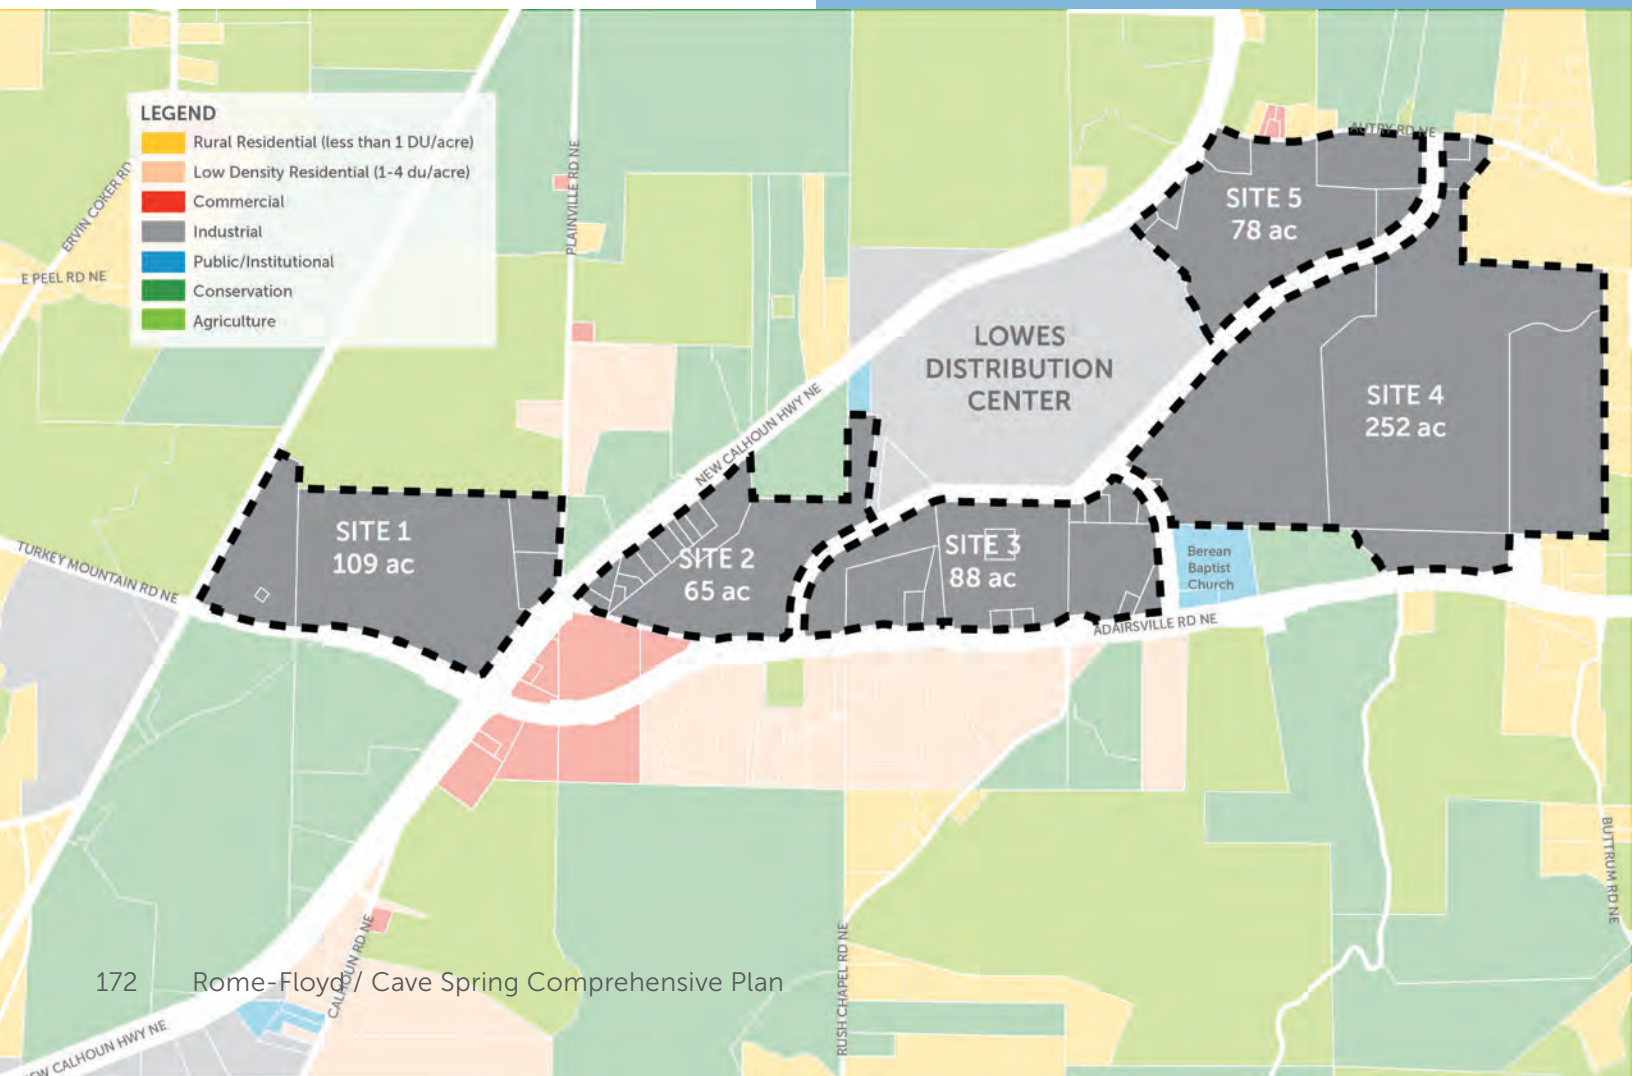 LEGEND
Rural Residential (less than 1 DU/acre)
Low Density Residential (1-4 du/acre)
Commercial
Industrial
Public/Institutional
Conservation
Agriculture
ERVIN COKER RD
E PEEL RD NE
PLAINVILLE RD NE
AUTRY RD NE
SITE 5
78 ac
LOWES
DISTRIBUTION
CENTER
NEW CALHOUN HWY NE
SITE 4
252 ac
SITE 1
109 ac
SITE 2
65 ac
SITE 3
88 ac
Berean
Baptist
Church
TURKEY MOUNTAIN RD NE
ADAIRSVILLE RD NE
BUTTRUM RD NE
CALHOUN RD NE
RUSH CHAPEL RD NE
172 Rome-Floyd / Cave Spring Comprehensive Plan
EW CALHOUN HWY NE